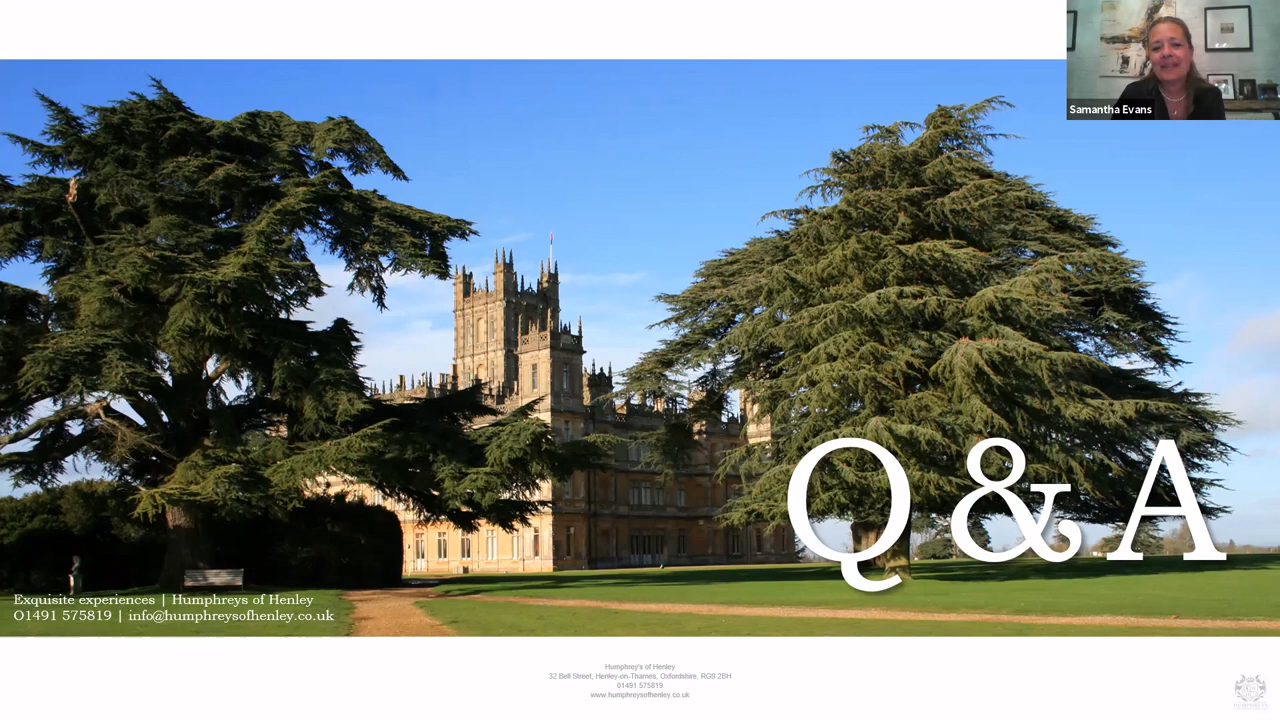 Samantha Evans
Q & A
Exquisite experiences | Humphreys of Henley
01491 575819 | info@humphreysofhenley.co.uk
Humphrey's of Henley
32 Bell Street, Henley-on-Thames, Oxfordshire, RG9 2BH
01491 575819
www.humphreysofhenley.co.uk